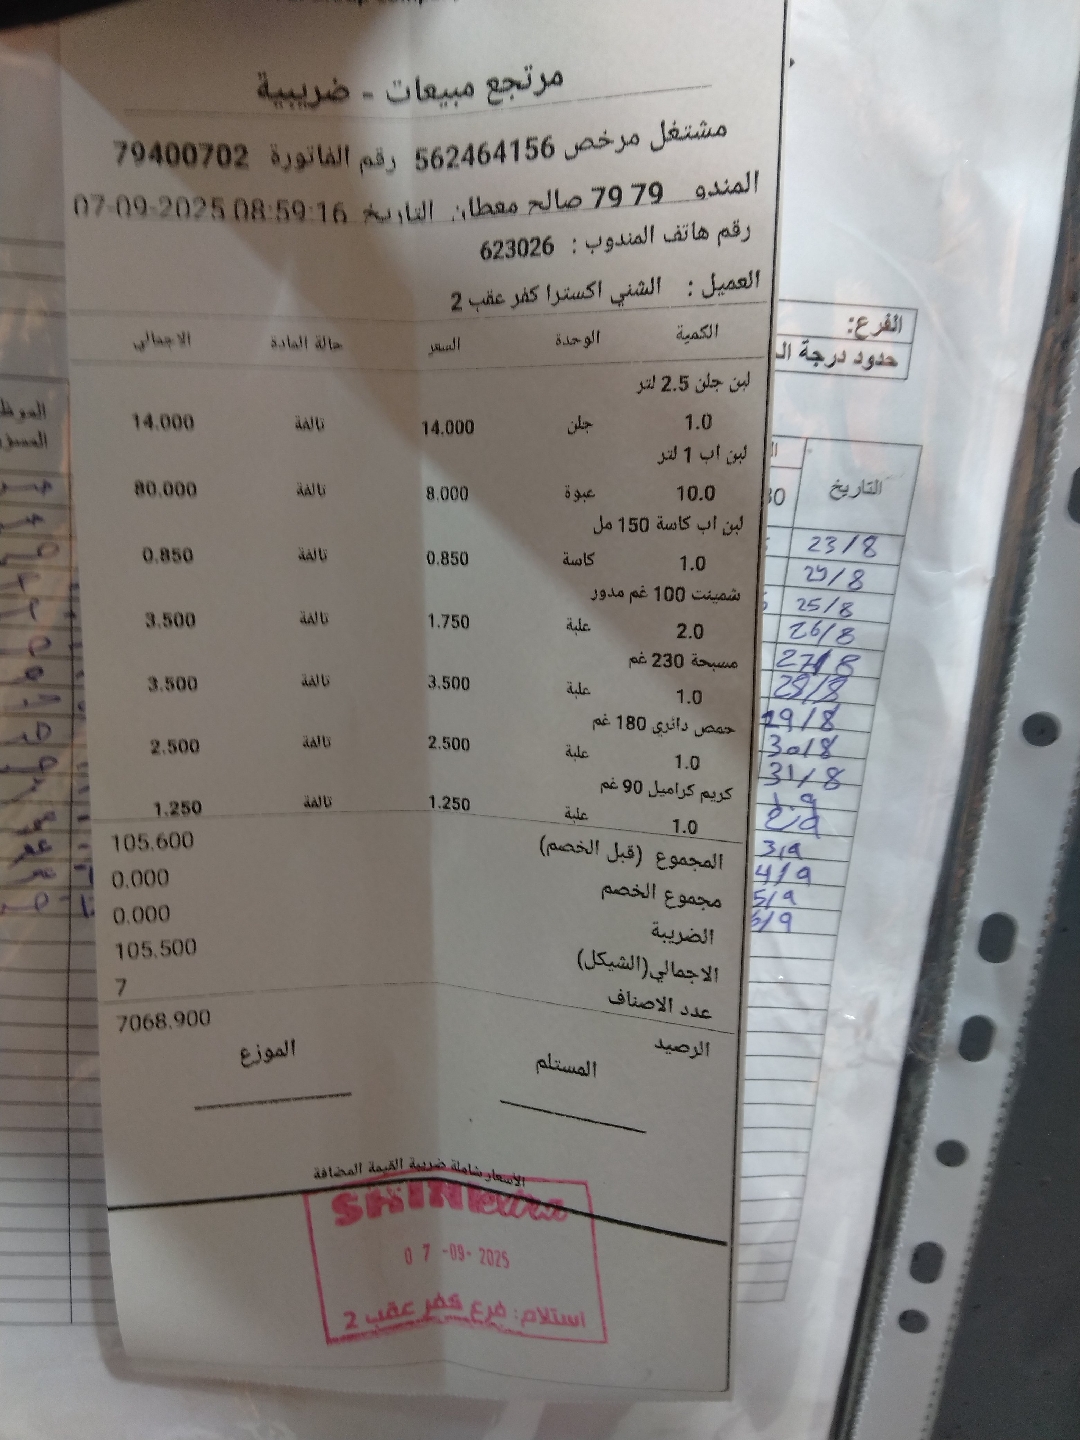 مرتجع مبيعات - ضريبية
مشتغل مرخص 562464156 رقم الفاتورة 79400702
المندو 79 79 صالح معطان التاريخ 07-09-2025 08:59:16
رقم هاتف المندوب : 623026
العميل : الشني اكسترا كفر عقب 2
الكمية الوحدة السعر حالة المادة الاجمالي
لبن جلن 2.5 لتر
1.0 جلن 14.000 تالفة 14.000
لبن اب 1 لتر
10.0 عبوة 8.000 تالفة 80.000
لبن اب كاسة 150 مل
1.0 كاسة 0.850 تالفة 0.850
شمينت 100 غم مدور
2.0 علبة 1.750 تالفة 3.500
مسبحة 230 غم
1.0 علبة 3.500 تالفة 3.500
حمص دائري 180 غم
1.0 علبة 2.500 تالفة 2.500
كريم كراميل 90 غم
1.0 علبة 1.250 تالفة 1.250
المجموع (قبل الخصم) 105.600
مجموع الخصم 0.000
الضريبة 0.000
الاجمالي(الشيكل) 105.500
عدد الاصناف 7
الرصيد 7068.900
المستلم الموزع
الأسعار شاملة ضريبة القيمة المضافة
SHINI extra
07-09-2025
استلام: فرع كفر عقب 2
الفرع:
حدود درجة
التاريخ
23/8
25/8
26/8
27/8
28/8
29/8
30/8
31/8
1.9
2/9
3/9
4/9
5/9
6/9